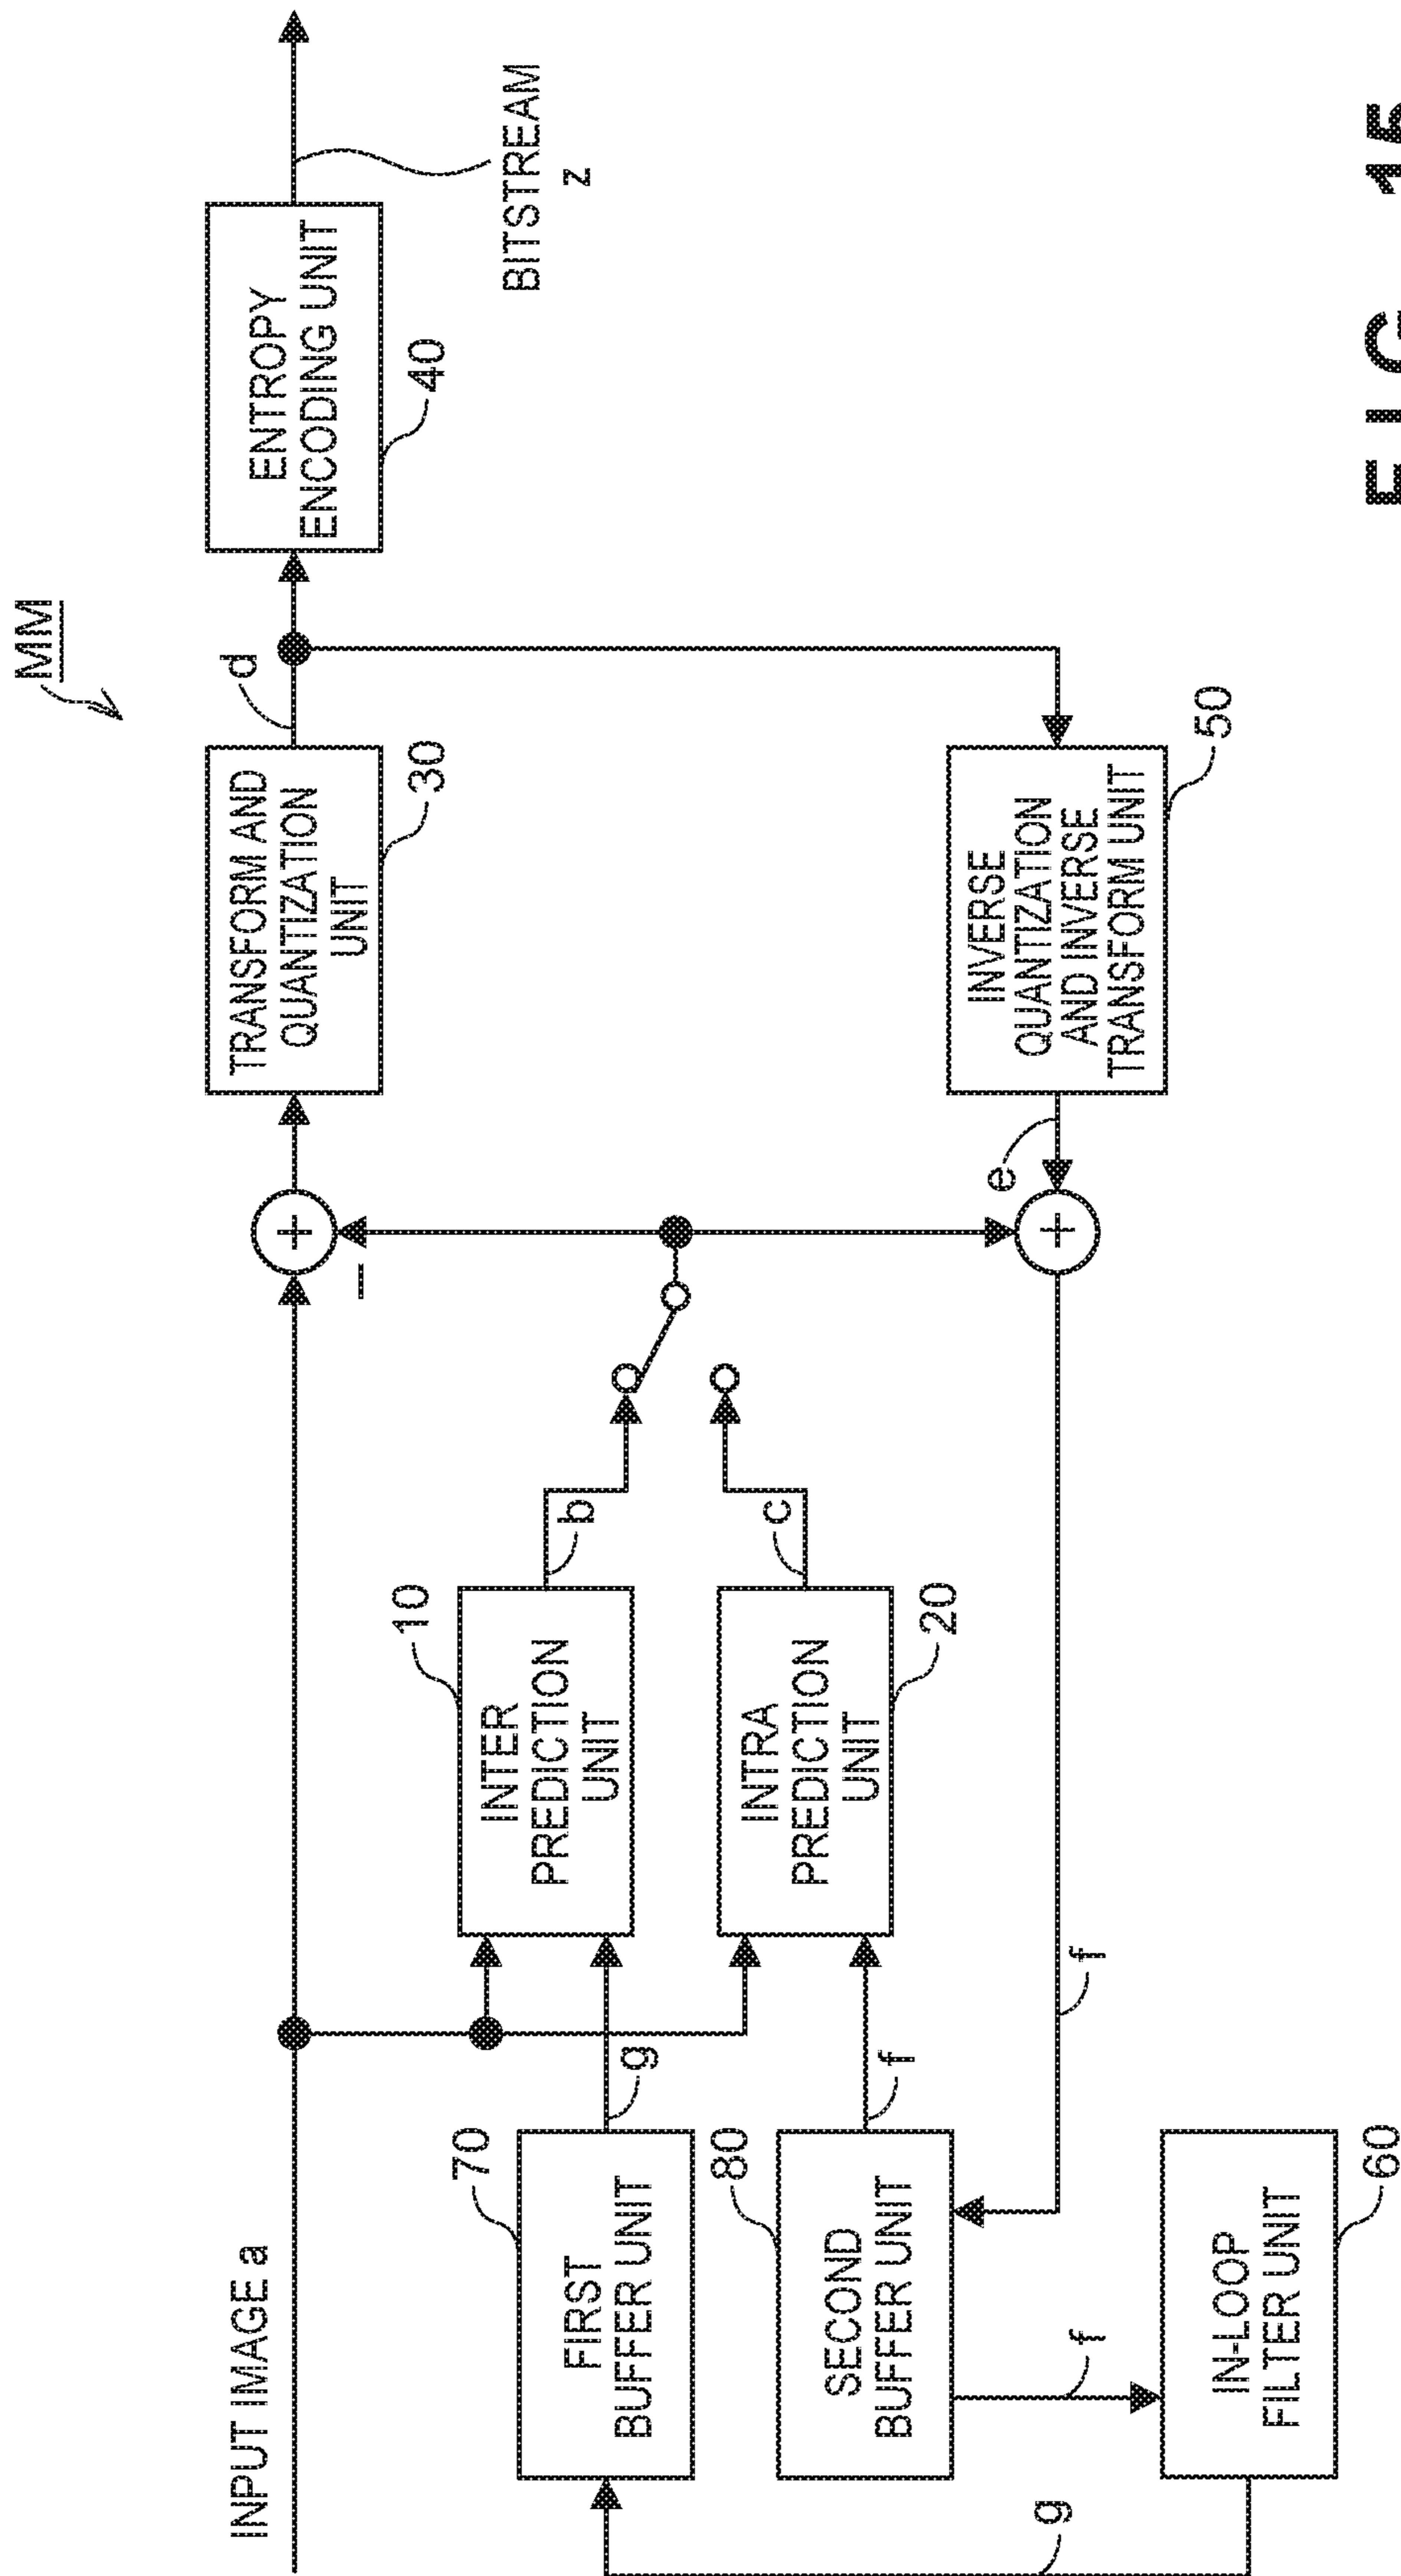 MM
INPUT IMAGE a
TRANSFORM AND
QUANTIZATION
UNIT
30
d
ENTROPY
ENCODING UNIT
40
BITSTREAM
z
–
+
10
INTER
PREDICTION
UNIT
b
70
FIRST
BUFFER UNIT
g
INTRA
PREDICTION
UNIT
20
c
80
SECOND
BUFFER UNIT
f
INVERSE
QUANTIZATION
AND INVERSE
TRANSFORM UNIT
50
e
+
f
f
IN-LOOP
FILTER UNIT
60
g
FIG. 15